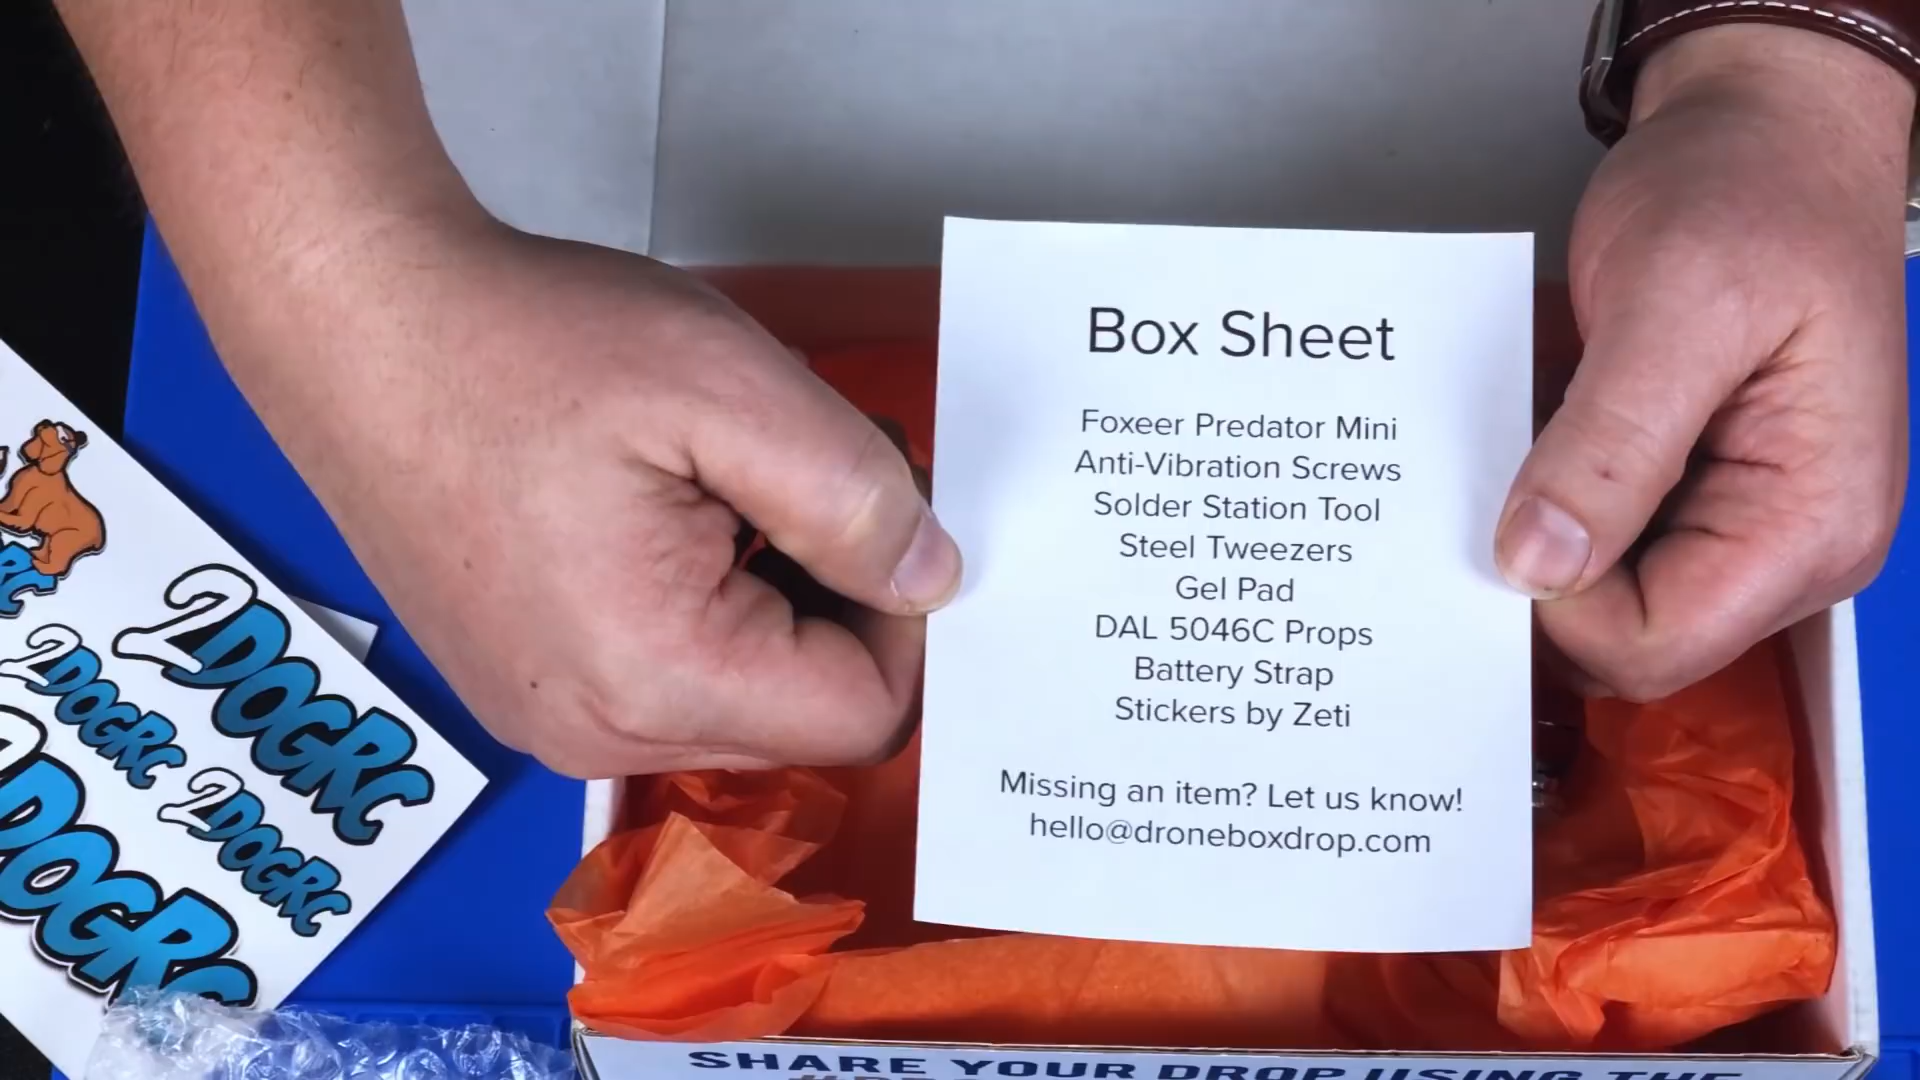 Box Sheet
Foxeer Predator Mini
Anti-Vibration Screws
Solder Station Tool
Steel Tweezers
Gel Pad
DAL 5046C Props
Battery Strap
Stickers by Zeti
Missing an item? Let us know!
hello@droneboxdrop.com
2DOGRC
2DOGRC
2DOGRC
2DOGRC
RC
SHARE YOUR DROP USING THE